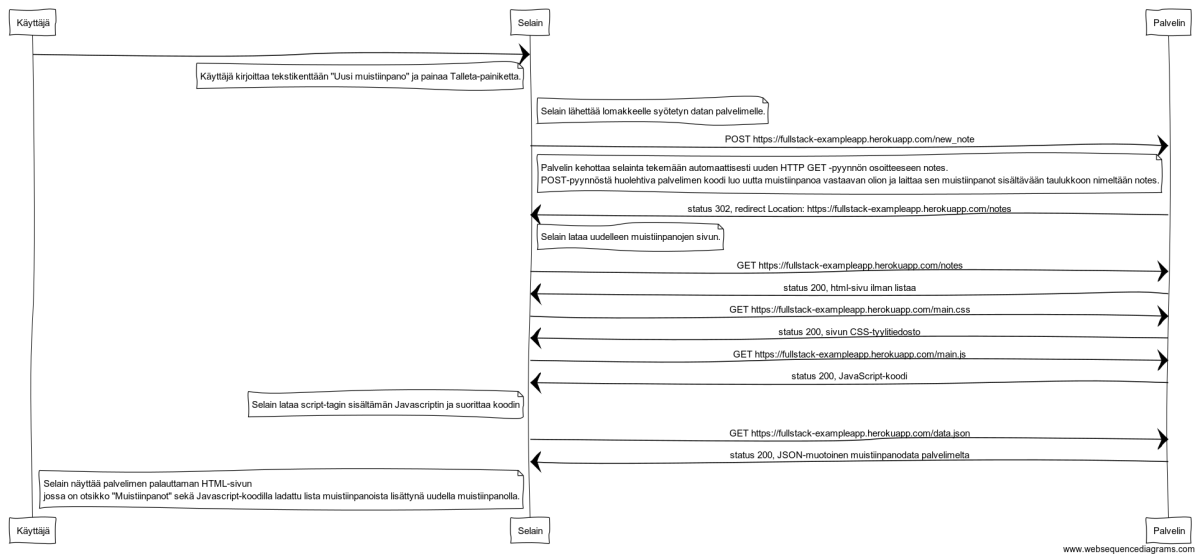 Käyttäjä
Selain
Palvelin
Käyttäjä kirjoittaa tekstikenttään "Uusi muistiinpano" ja painaa Talleta-painiketta.
Selain lähettää lomakkeelle syötetyn datan palvelimelle.
POST https://fullstack-exampleapp.herokuapp.com/new_note
Palvelin kehottaa selainta tekemään automaattisesti uuden HTTP GET -pyynnön osoitteeseen notes.
POST-pyynnöstä huolehtiva palvelimen koodi luo uutta muistiinpanoa vastaavan olion ja laittaa sen muistiinpanot sisältävään taulukkoon nimeltään notes.
status 302, redirect Location: https://fullstack-exampleapp.herokuapp.com/notes
Selain lataa uudelleen muistiinpanojen sivun.
GET https://fullstack-exampleapp.herokuapp.com/notes
status 200, html-sivu ilman listaa
GET https://fullstack-exampleapp.herokuapp.com/main.css
status 200, sivun CSS-tyylitiedosto
GET https://fullstack-exampleapp.herokuapp.com/main.js
status 200, JavaScript-koodi
Selain lataa script-tagin sisältämän Javascriptin ja suorittaa koodin
GET https://fullstack-exampleapp.herokuapp.com/data.json
status 200, JSON-muotoinen muistiinpanodata palvelimelta
Selain näyttää palvelimen palauttaman HTML-sivun
jossa on otsikko "Muistiinpanot" sekä Javascript-koodilla ladattu lista muistiinpanoista lisättynä uudella muistiinpanolla.
Käyttäjä
Selain
Palvelin
www.websequencediagrams.com